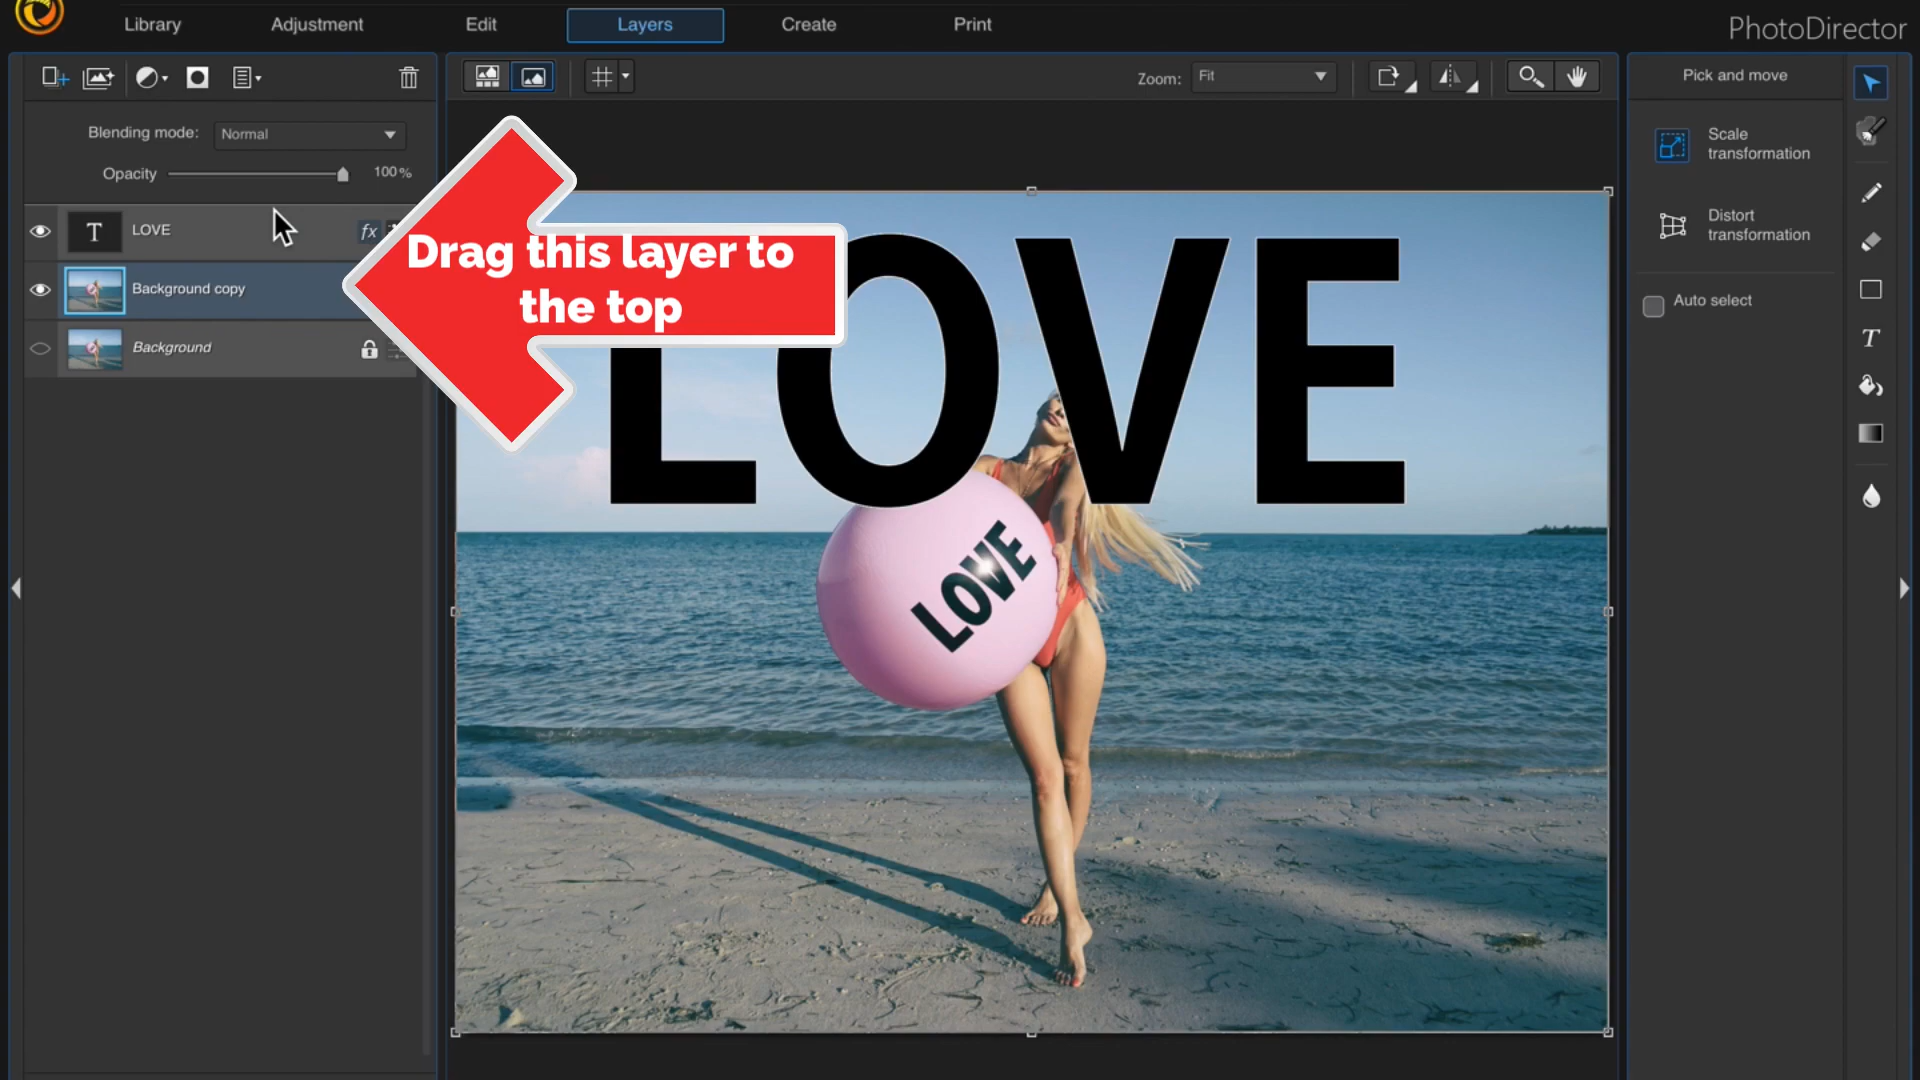 Library Adjustment Edit Layers Create Print PhotoDirector
Zoom: Fit
Pick and move
Blending mode: Normal
Opacity 100%
Scale
transformation
Distort
transformation
Auto select
T LOVE fx
Background copy
Background
Drag this layer to
the top
LOVE
LOVE
T